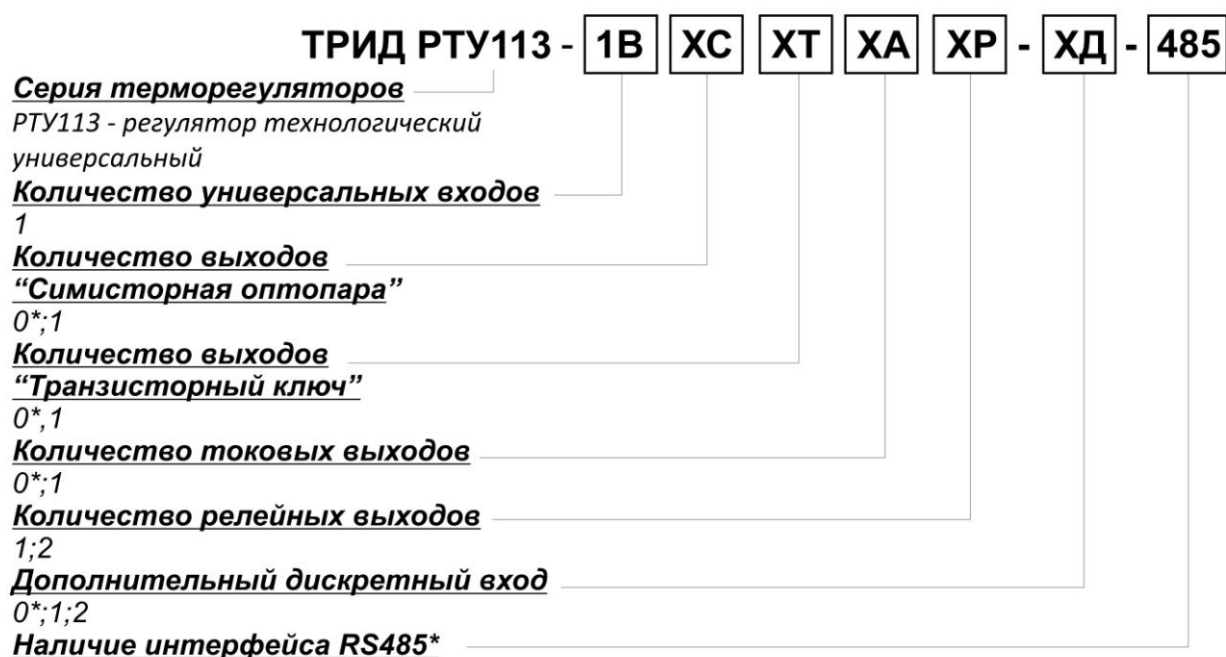 ТРИД РТУ113 - 1В ХС ХТ ХА ХР - ХД - 485
Серия терморегуляторов
РТУ113 - регулятор технологический
универсальный
Количество универсальных входов
1
Количество выходов
“Симисторная оптопара”
0*;1
Количество выходов
“Транзисторный ключ”
0*,1
Количество токовых выходов
0*;1
Количество релейных выходов
1;2
Дополнительный дискретный вход
0*;1;2
Наличие интерфейса RS485*